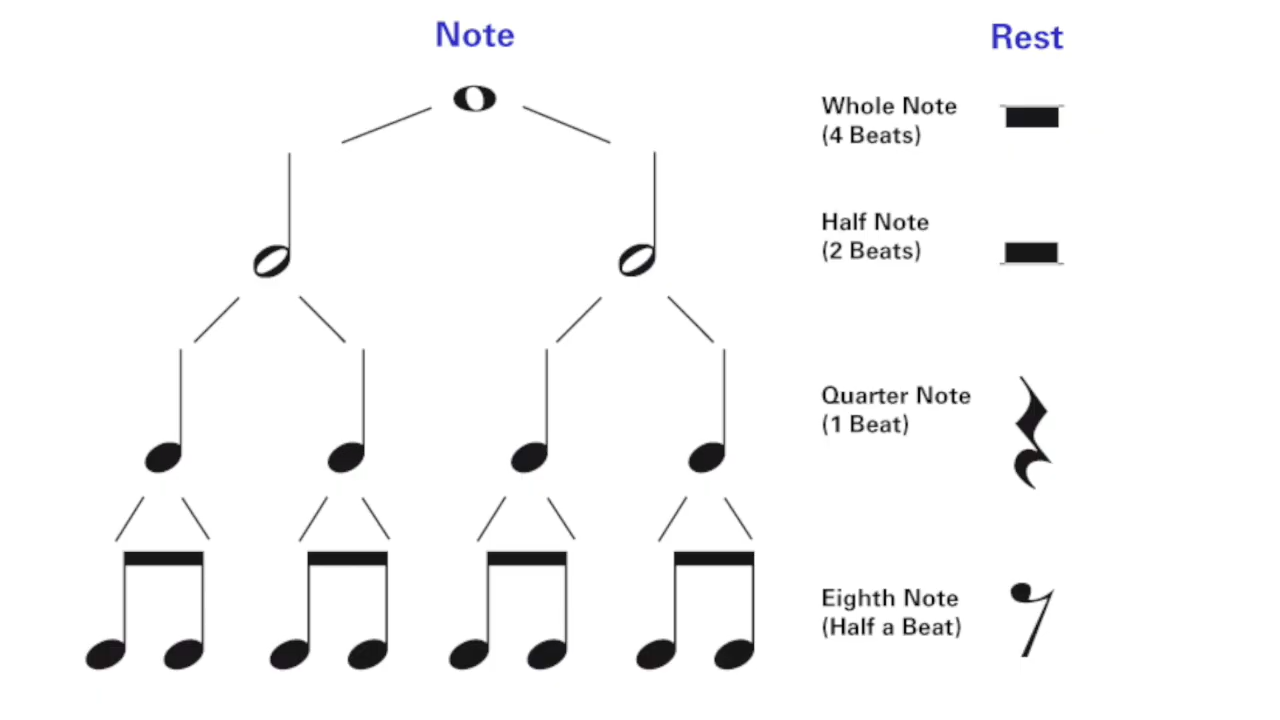 Note
Rest
Whole Note
(4 Beats)
Half Note
(2 Beats)
Quarter Note
(1 Beat)
Eighth Note
(Half a Beat)